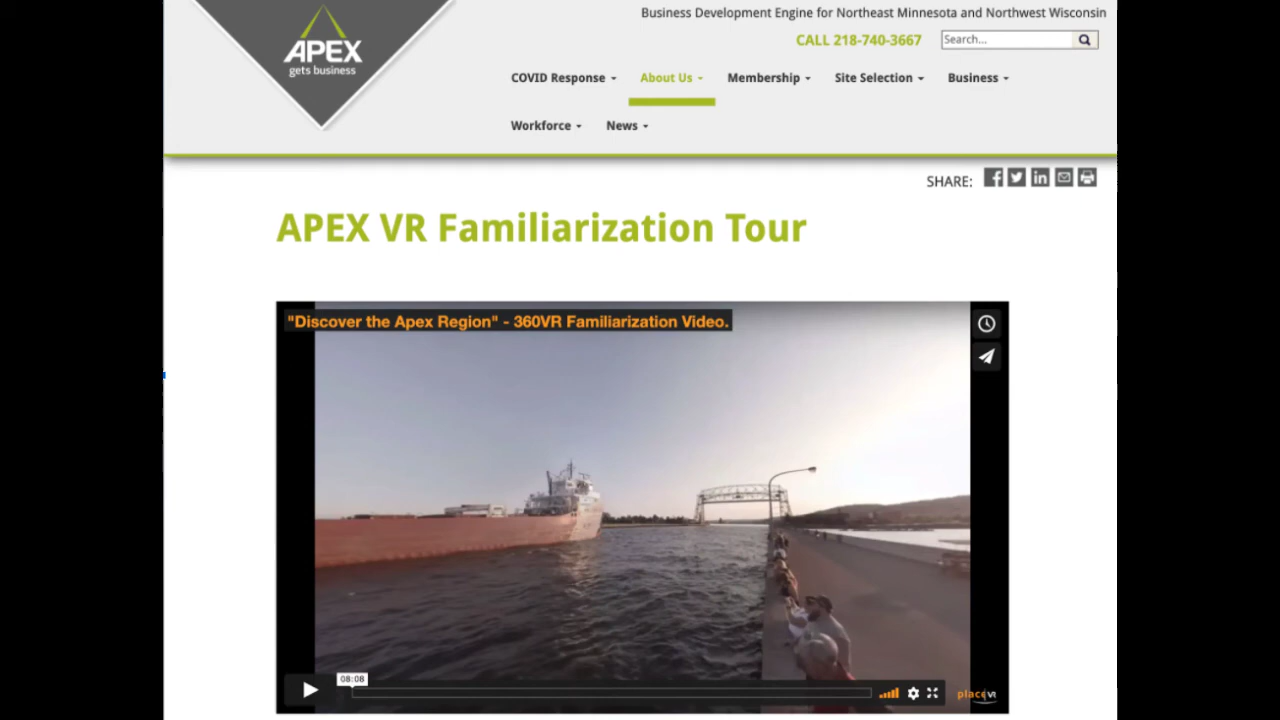 Business Development Engine for Northeast Minnesota and Northwest Wisconsin
APEX
gets business
CALL 218-740-3667
Search...
COVID Response
About Us
Membership
Site Selection
Business
Workforce
News
SHARE:
APEX VR Familiarization Tour
"Discover the Apex Region" - 360VR Familiarization Video.
08:08
placeVR